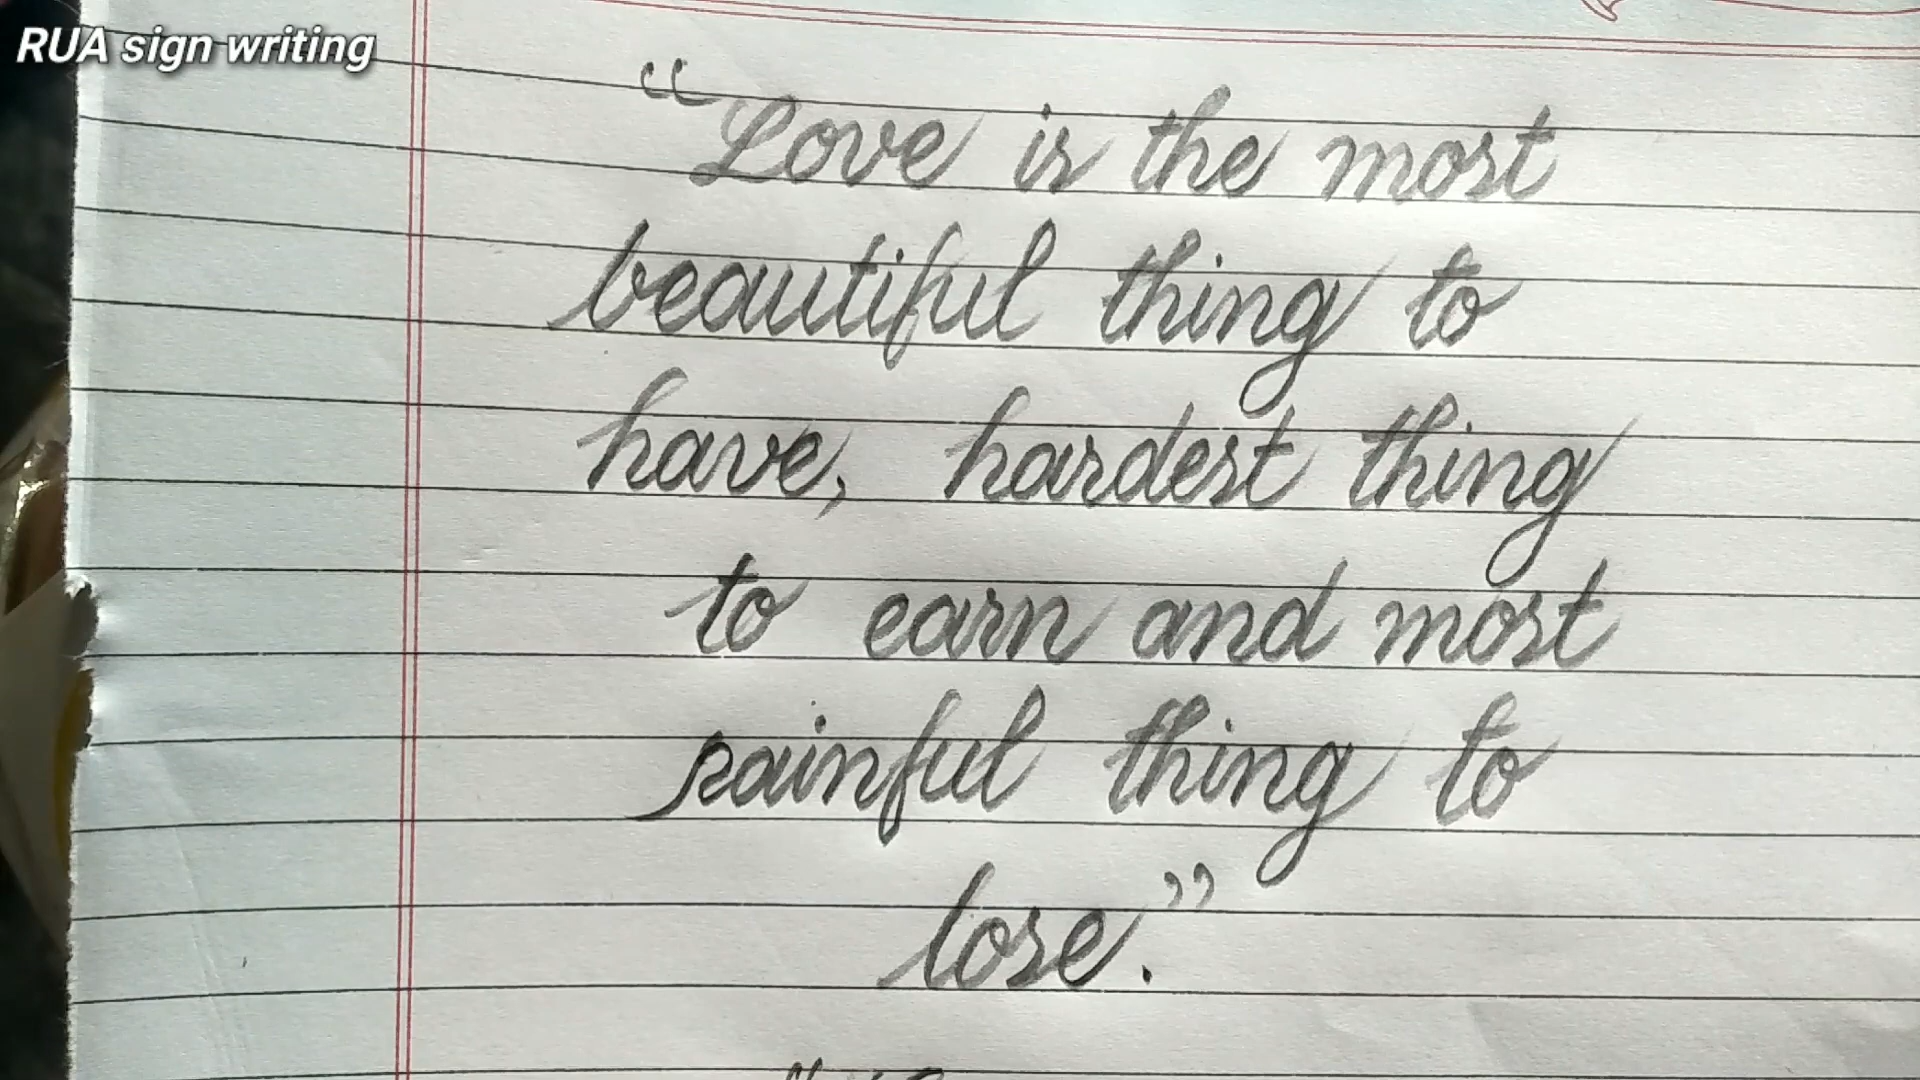 RUA sign writing
“Love is the most
beautiful thing to
have, hardest thing
to earn and most
painful thing to
lose.”